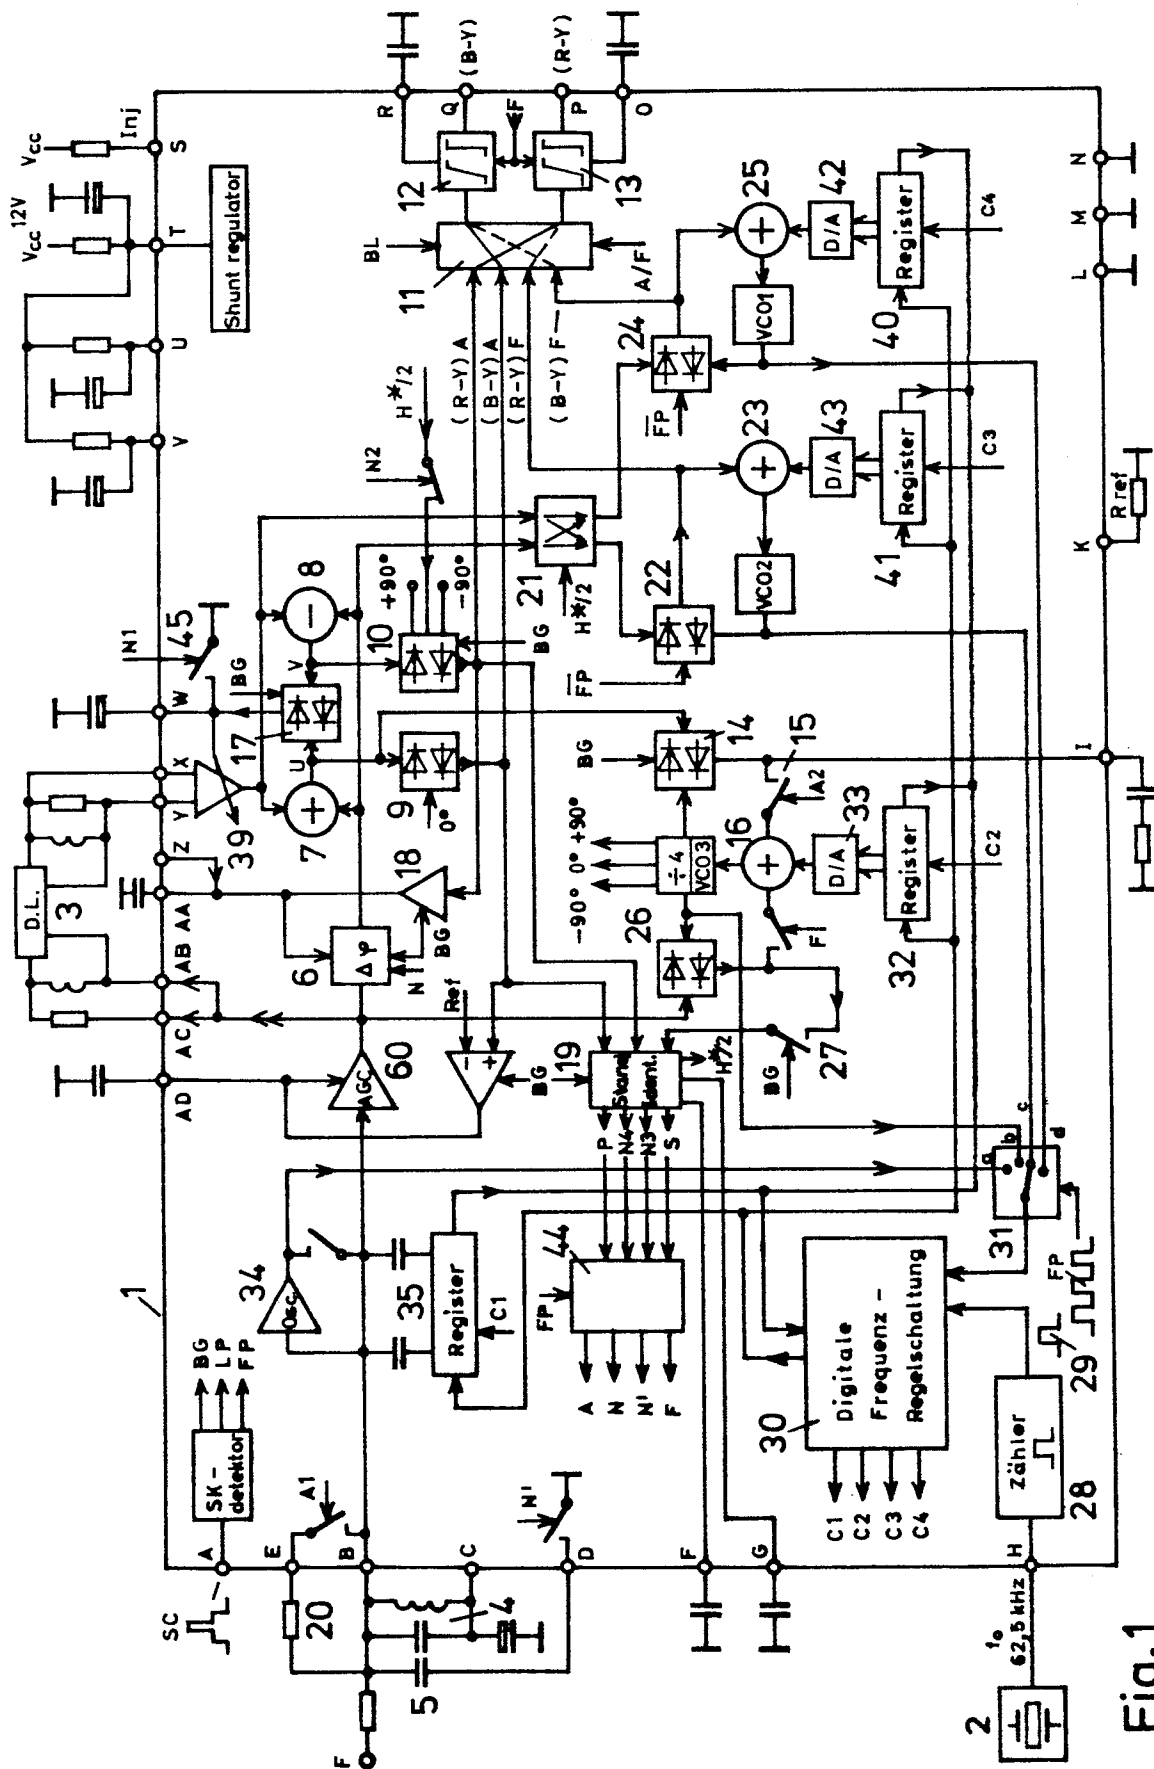 Fig.1
1
Vcc
Inj
S
Vcc 12V
T
Shunt regulator
U
V
R
Q
(B-Y)
P
(R-Y)
O
12
F
13
BL
11
A/F
(R-Y) A
(B-Y) A
(R-Y) F
(B-Y) F
25
42
D/A
Register
C4
N
M
L
VCO1
24
40
FP
23
43
D/A
Register
C3
VCO2
22
41
FP
21
H*/2
H*/2
N2
K
R ref
N1
45
8
+90°
10
-90°
BG
W
BG
17
V
U
9
0°
7
X
Y
Z
39
D.L.
3
AA
AB
AC
AD
18
BG
6
Δφ
N'
BG
14
15
A2
I
-90° 0° +90°
÷4
VCO3
16
D/A
33
Register
C2
32
26
F1
27
BG
Ref
-
+
BG
19
Stand.
Ident.
H*/2
P
N4
N3
S
60
AGC
34
Osc.
35
Register
C1
44
FP
A
N
N'
F
a
b
c
d
31
30
Digitale
Frequenz-
Regelschaltung
C1
C2
C3
C4
29
FP
Zähler
28
SK-
detektor
BG
LP
FP
SC
A
E
A1
B
C
N'
D
F
G
H
20
4
5
F
2
fo
62,5 kHz